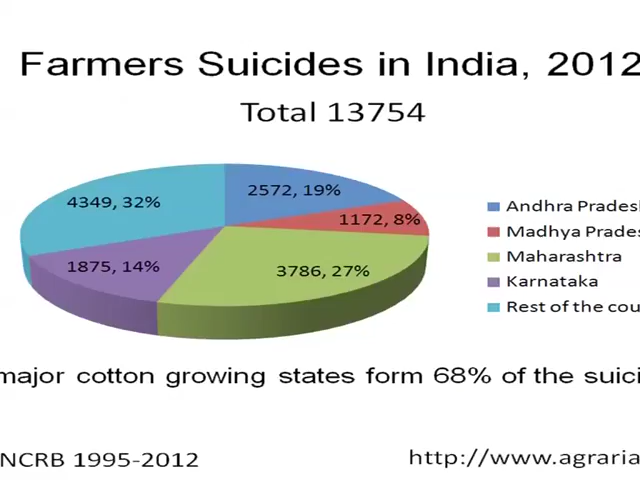 Farmers Suicides in India, 2012
Total 13754
4349, 32%
2572, 19%
1172, 8%
1875, 14%
3786, 27%
Andhra Prades
Madhya Prades
Maharashtra
Karnataka
Rest of the cou
major cotton growing states form 68% of the suici
NCRB 1995-2012
http://www.agraria